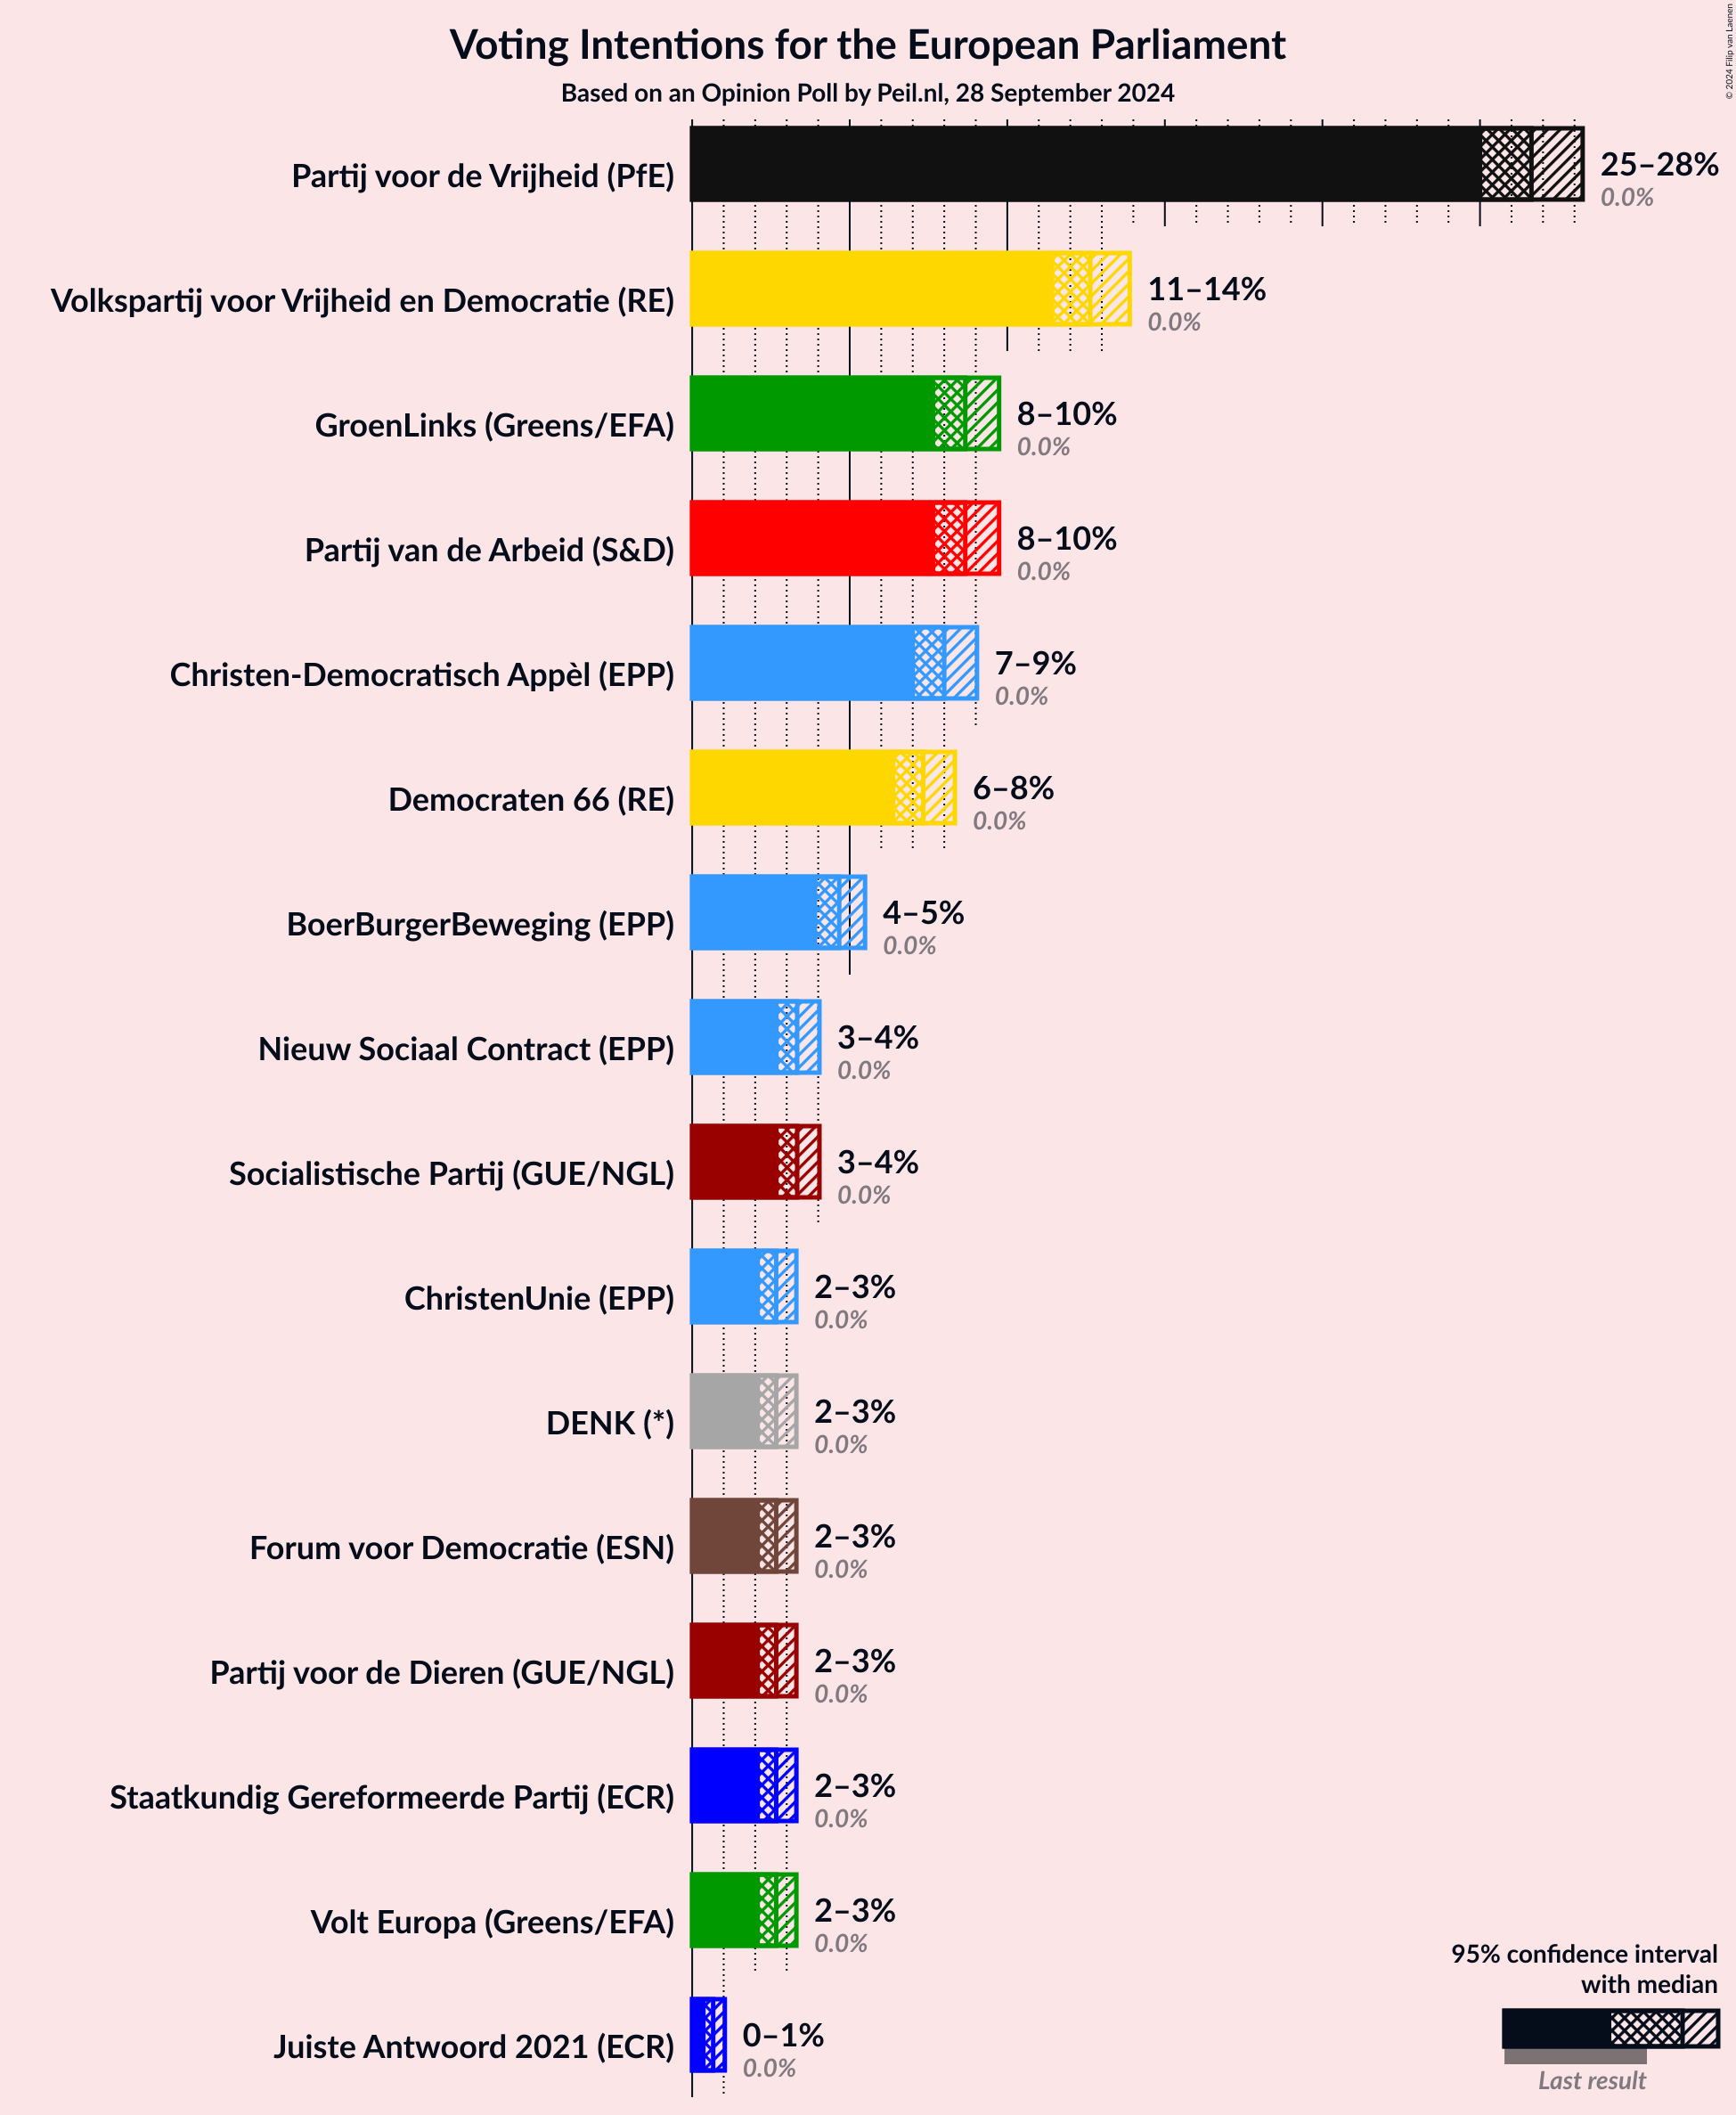 Voting Intentions for the European Parliament
Based on an Opinion Poll by Peil.nl, 28 September 2024
© 2024 Filip van Laenen
Partij voor de Vrijheid (PfE)
25–28%
0.0%
Volkspartij voor Vrijheid en Democratie (RE)
11–14%
0.0%
GroenLinks (Greens/EFA)
8–10%
0.0%
Partij van de Arbeid (S&D)
8–10%
0.0%
Christen-Democratisch Appèl (EPP)
7–9%
0.0%
Democraten 66 (RE)
6–8%
0.0%
BoerBurgerBeweging (EPP)
4–5%
0.0%
Nieuw Sociaal Contract (EPP)
3–4%
0.0%
Socialistische Partij (GUE/NGL)
3–4%
0.0%
ChristenUnie (EPP)
2–3%
0.0%
DENK (*)
2–3%
0.0%
Forum voor Democratie (ESN)
2–3%
0.0%
Partij voor de Dieren (GUE/NGL)
2–3%
0.0%
Staatkundig Gereformeerde Partij (ECR)
2–3%
0.0%
Volt Europa (Greens/EFA)
2–3%
0.0%
Juiste Antwoord 2021 (ECR)
0–1%
0.0%
95% confidence interval
with median
Last result